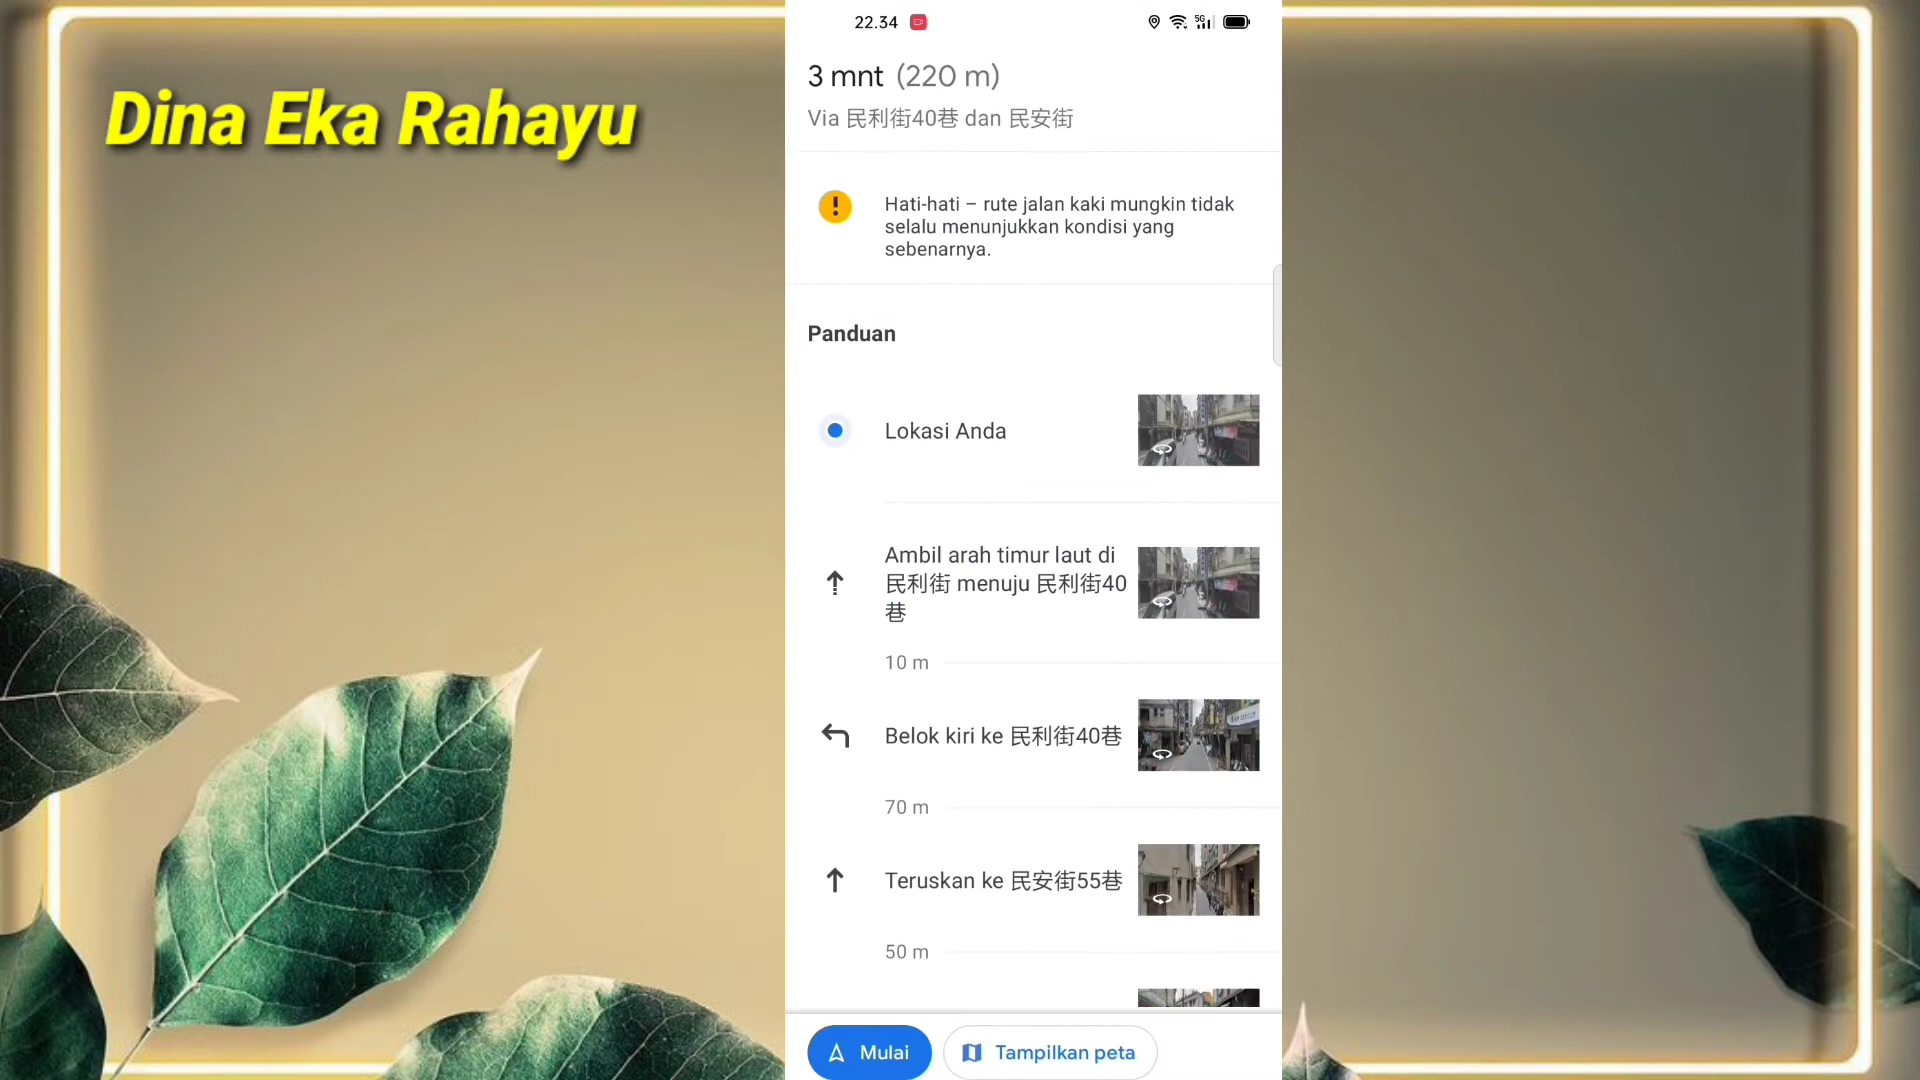 Dina Eka Rahayu
22.34
5G
3 mnt (220 m)
Via 民利街40巷 dan 民安街
Hati-hati – rute jalan kaki mungkin tidak
selalu menunjukkan kondisi yang
sebenarnya.
Panduan
Lokasi Anda
Ambil arah timur laut di
民利街 menuju 民利街40
巷
10 m
Belok kiri ke 民利街40巷
70 m
Teruskan ke 民安街55巷
50 m
Mulai
Tampilkan peta